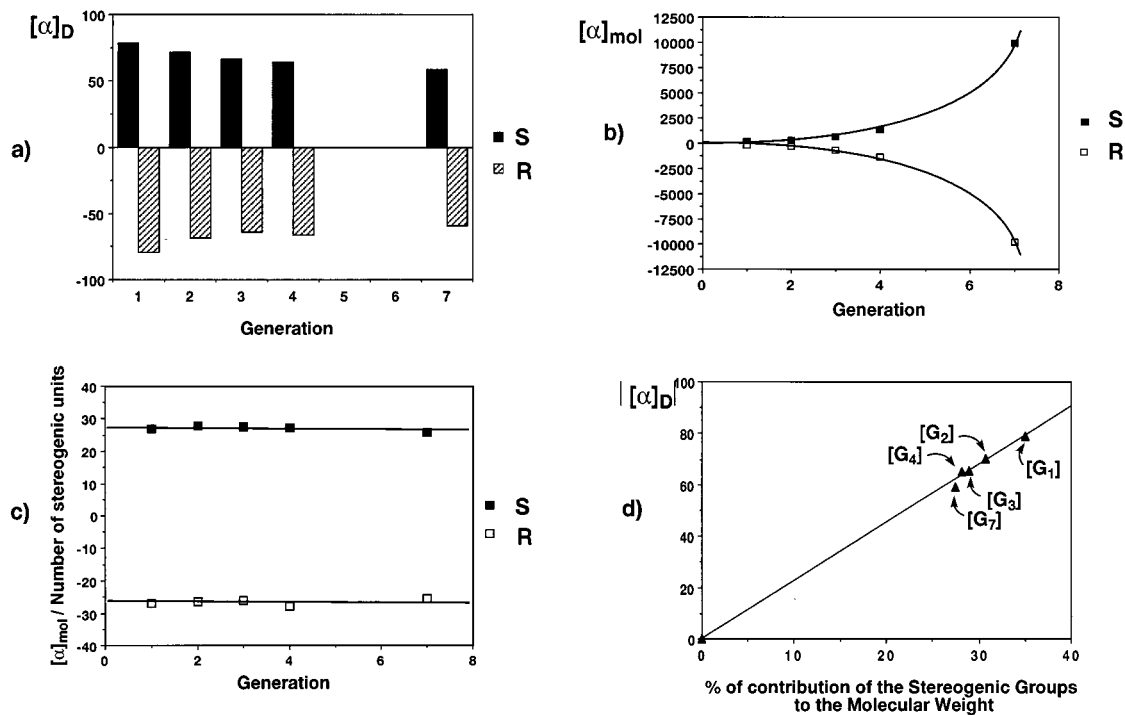 a)
[α]D
100
50
0
-50
-100
1 2 3 4 5 6 7
Generation
S
R
b)
[α]mol
12500
10000
7500
5000
2500
0
-2500
-5000
-7500
-10000
-12500
0 2 4 6 8
Generation
S
R
c)
[α]mol / Number of stereogenic units
40
30
20
10
0
-10
-20
-30
-40
0 2 4 6 8
Generation
S
R
d)
| [α]D|
100
80
60
40
20
0
[G2]
[G4]
[G1]
[G3]
[G7]
0 10 20 30 40
% of contribution of the Stereogenic Groups
to the Molecular Weight